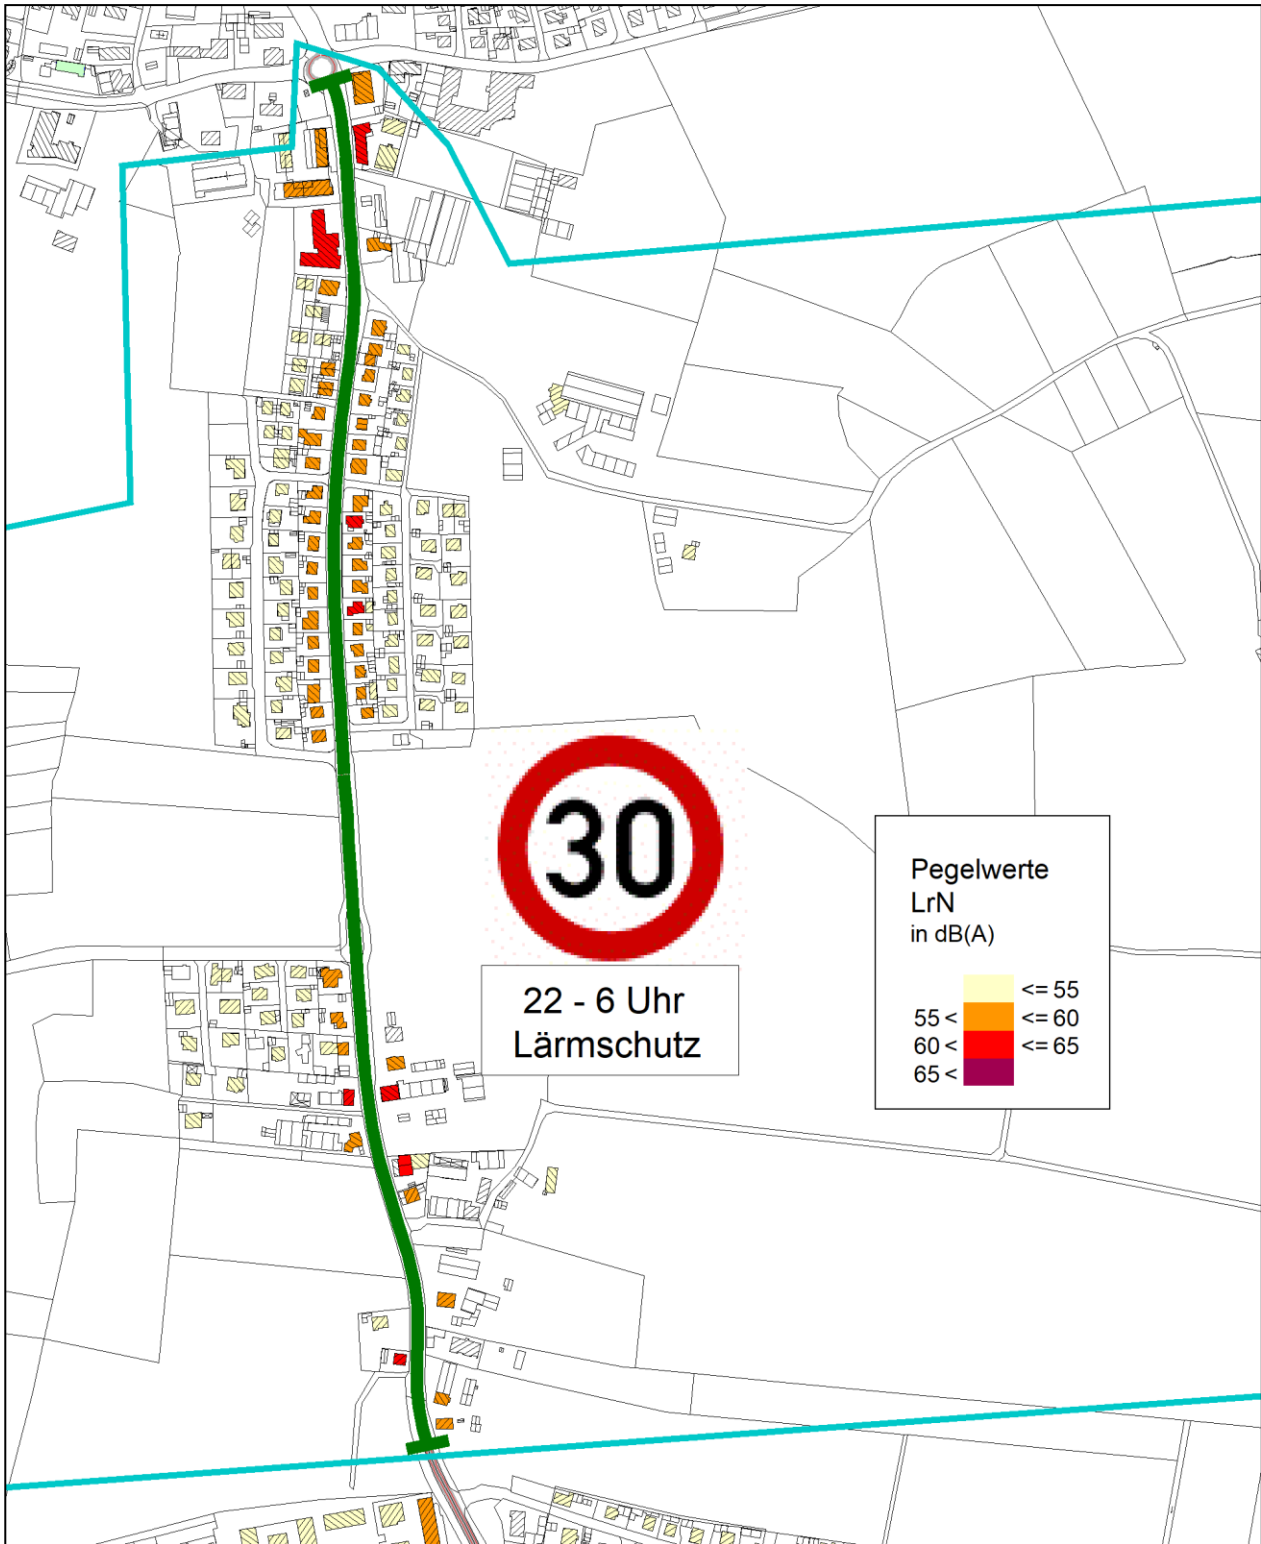 30
22 - 6 Uhr
Lärmschutz
Pegelwerte
LrN
in dB(A)
<= 55
55 < <= 60
60 < <= 65
65 <